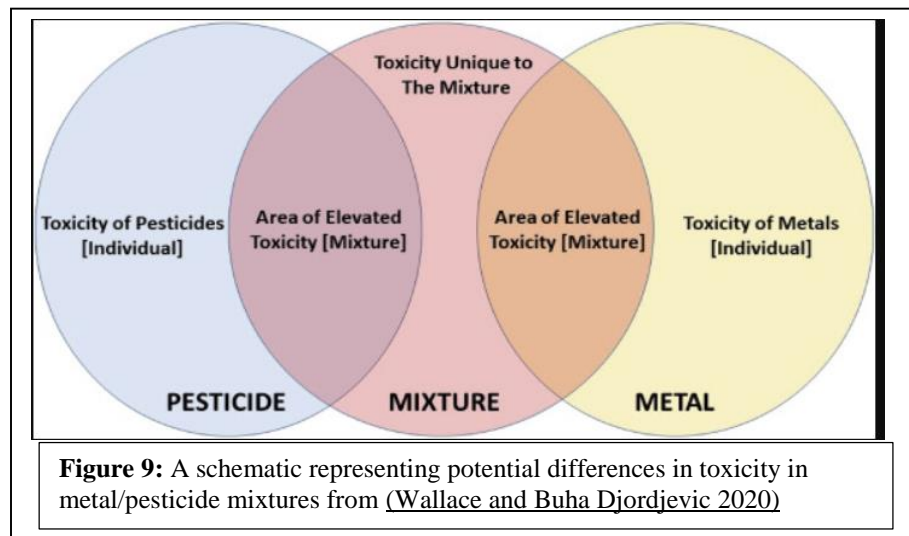 Toxicity Unique to
The Mixture
Toxicity of Pesticides
[Individual]
Area of Elevated
Toxicity [Mixture]
Area of Elevated
Toxicity [Mixture]
Toxicity of Metals
[Individual]
PESTICIDE
MIXTURE
METAL
Figure 9: A schematic representing potential differences in toxicity in
metal/pesticide mixtures from (Wallace and Buha Djordjevic 2020)